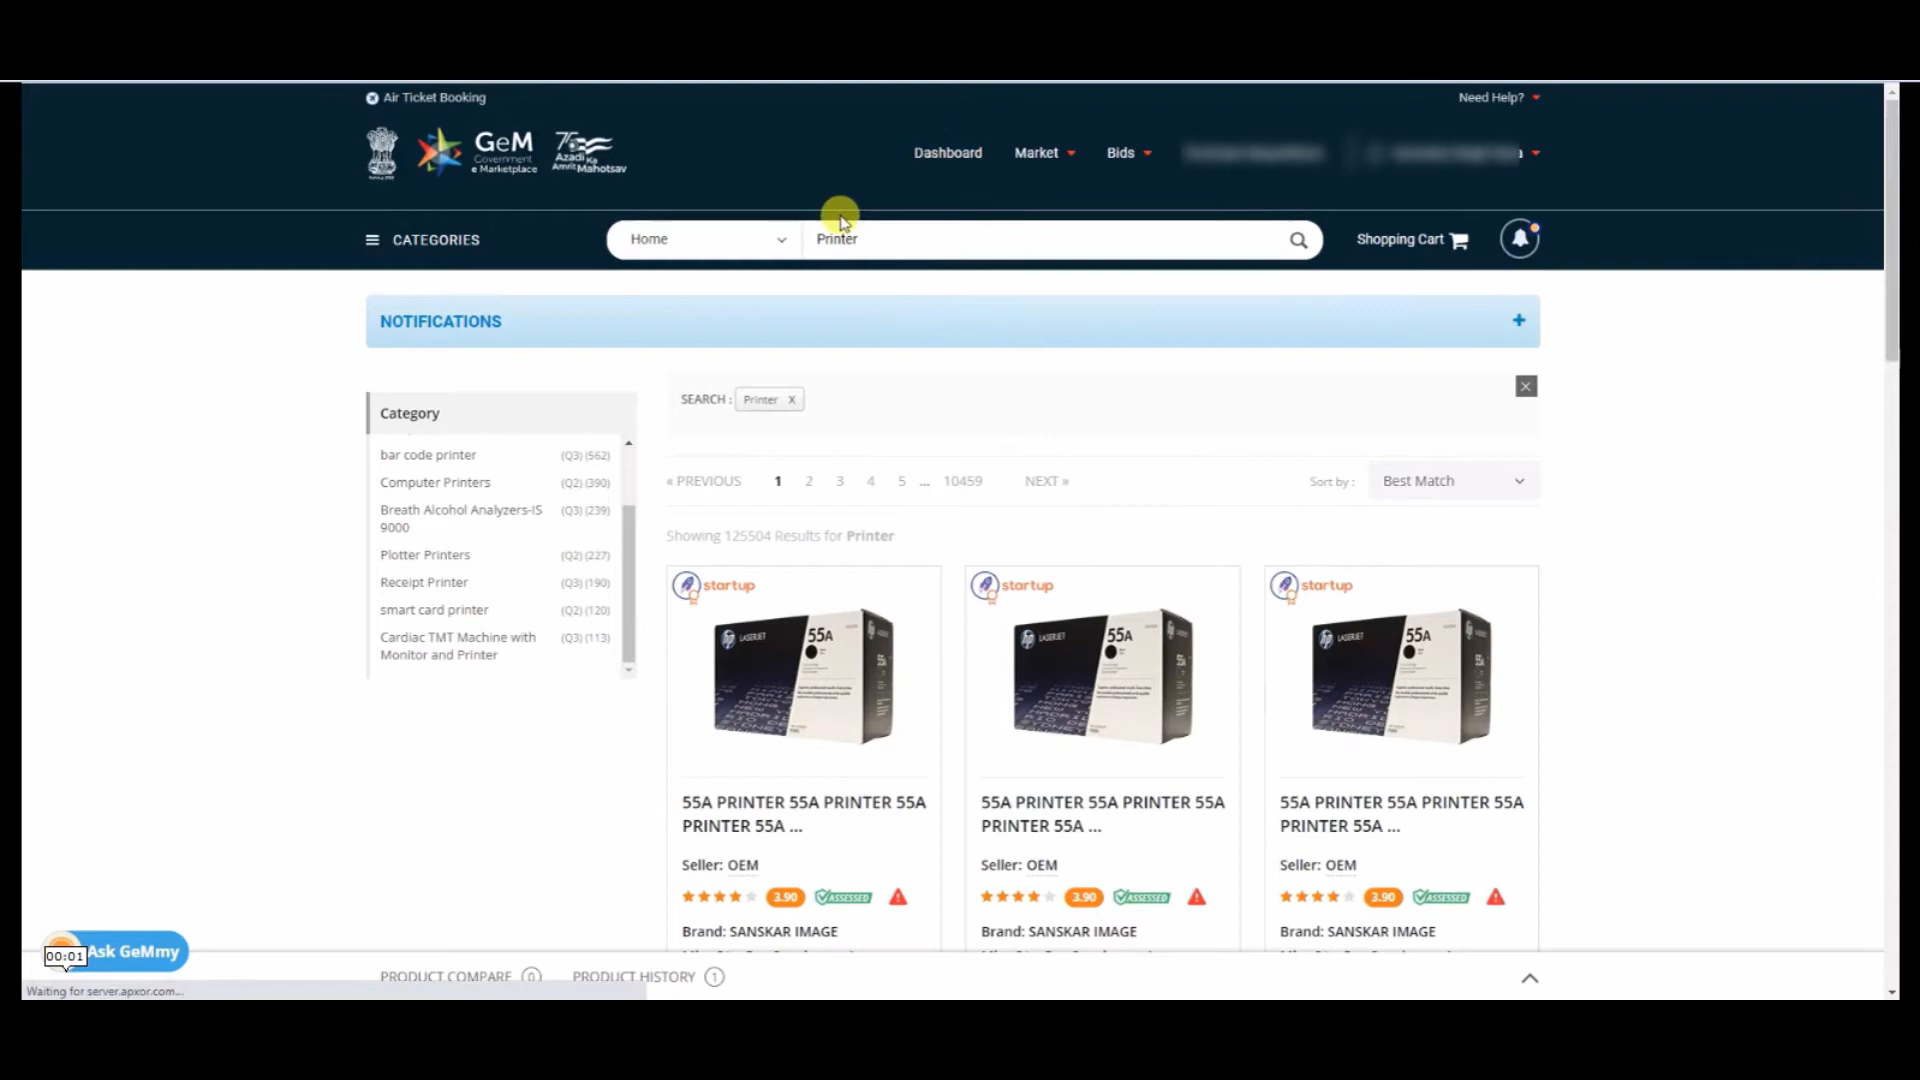 Air Ticket Booking
Need Help?
GeM
Government
e Marketplace
75
Azadi Ka
Amrit Mahotsav
Dashboard Market Bids
CATEGORIES
Home
Printer
Shopping Cart
NOTIFICATIONS
+
Category
bar code printer (Q3) (562)
Computer Printers (Q2) (390)
Breath Alcohol Analyzers-IS (Q3) (239)
9000
Plotter Printers (Q2) (227)
Receipt Printer (Q3) (190)
smart card printer (Q2) (120)
Cardiac TMT Machine with (Q3) (113)
Monitor and Printer
SEARCH : Printer X
« PREVIOUS 1 2 3 4 5 ... 10459 NEXT »
Sort by : Best Match
Showing 125504 Results for Printer
startup
hp LASERJET 55A
55A PRINTER 55A PRINTER 55A
PRINTER 55A ...
Seller: OEM
3.90 ASSESSED
Brand: SANSKAR IMAGE
startup
hp LASERJET 55A
55A PRINTER 55A PRINTER 55A
PRINTER 55A ...
Seller: OEM
3.90 ASSESSED
Brand: SANSKAR IMAGE
startup
hp LASERJET 55A
55A PRINTER 55A PRINTER 55A
PRINTER 55A ...
Seller: OEM
3.90 ASSESSED
Brand: SANSKAR IMAGE
Ask GeMmy
00:01
PRODUCT COMPARE 0 PRODUCT HISTORY 1
Waiting for server.apxor.com...